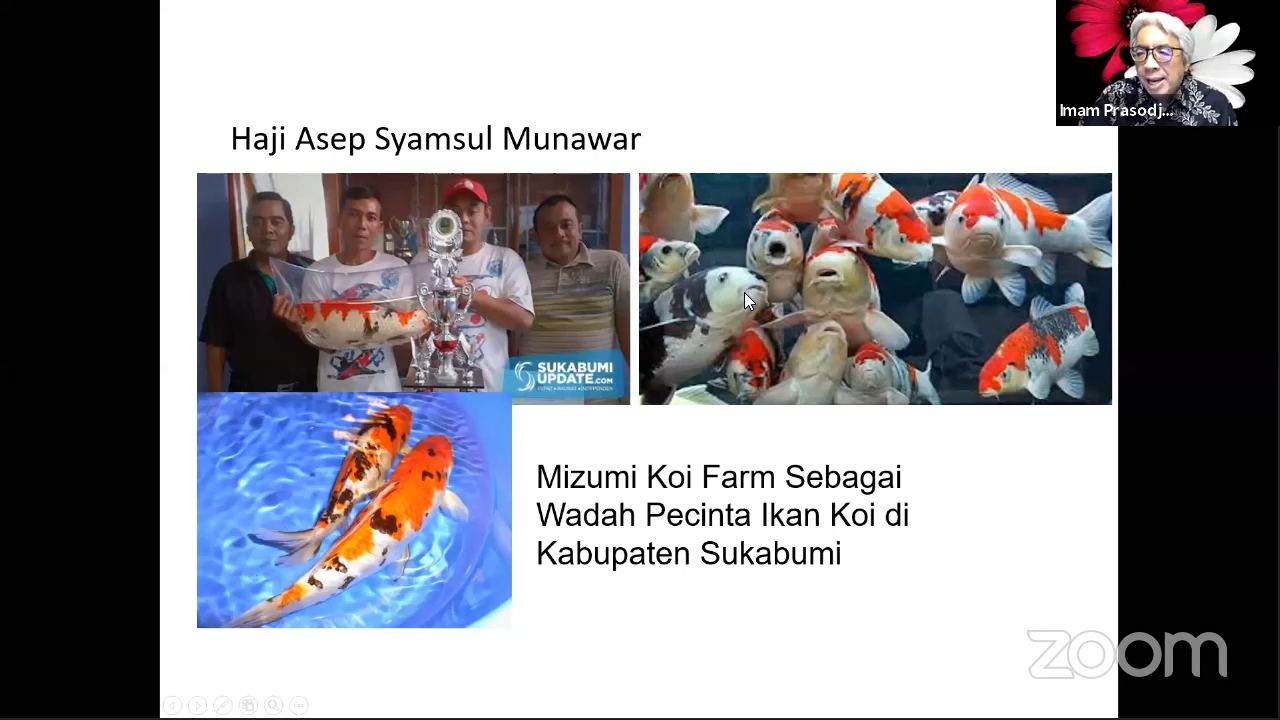 Imam Prasodj...
Haji Asep Syamsul Munawar
SUKABUMI
UPDATE.COM
Mizumi Koi Farm Sebagai
Wadah Pecinta Ikan Koi di
Kabupaten Sukabumi
zoom